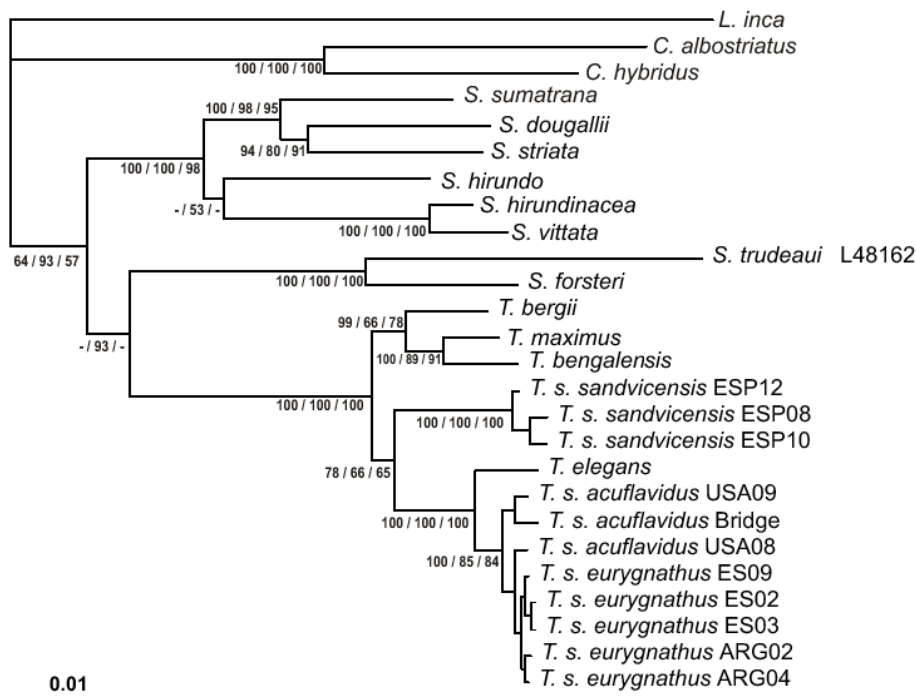 L. inca
C. albostriatus
100 / 100 / 100
C. hybridus
S. sumatrana
100 / 98 / 95
S. dougallii
94 / 80 / 91
S. striata
100 / 100 / 98
S. hirundo
- / 53 / -
S. hirundinacea
100 / 100 / 100
S. vittata
64 / 93 / 57
S. trudeaui L48162
100 / 100 / 100
S. forsteri
T. bergii
99 / 66 / 78
T. maximus
- / 93 / -
100 / 89 / 91
T. bengalensis
T. s. sandvicensis ESP12
100 / 100 / 100
T. s. sandvicensis ESP08
100 / 100 / 100
T. s. sandvicensis ESP10
T. elegans
78 / 66 / 65
T. s. acuflavidus USA09
100 / 100 / 100
T. s. acuflavidus Bridge
T. s. acuflavidus USA08
100 / 85 / 84
T. s. eurygnathus ES09
T. s. eurygnathus ES02
T. s. eurygnathus ES03
T. s. eurygnathus ARG02
T. s. eurygnathus ARG04
0.01